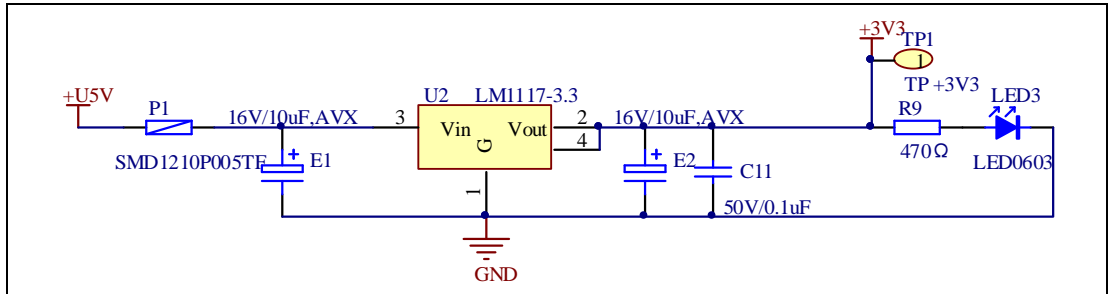 +3V3
TP1
1
TP +3V3
+U5V
P1
U2
LM1117-3.3
R9
LED3
16V/10uF,AVX
3
Vin
Vout
2
16V/10uF,AVX
4
G
470Ω
SMD1210P005TF
E1
E2
C11
LED0603
1
50V/0.1uF
GND